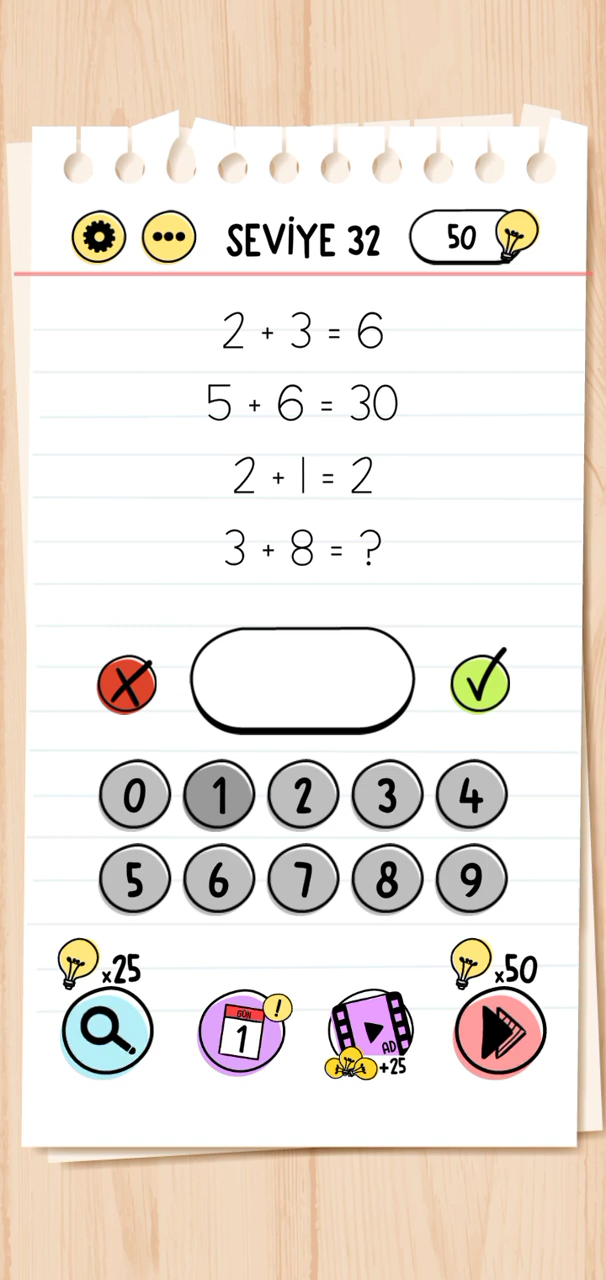 SEVİYE 32
50
2 + 3 = 6
5 + 6 = 30
2 + 1 = 2
3 + 8 = ?
0 1 2 3 4
5 6 7 8 9
x25
x50
GÜN
!
1
AD
+25